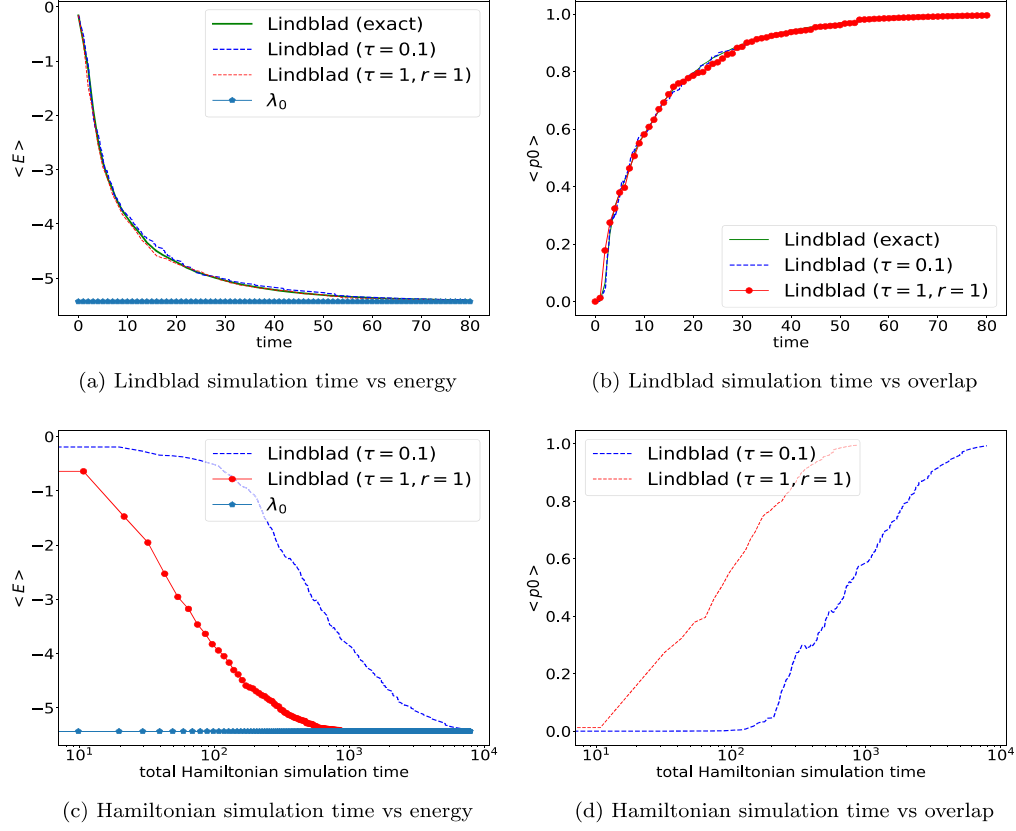 0
−1
−2
−3
−4
−5
<E>
0 10 20 30 40 50 60 70 80
time
Lindblad (exact)
Lindblad (τ = 0.1)
Lindblad (τ = 1, r = 1)
λ₀
(a) Lindblad simulation time vs energy
1.0
0.8
0.6
0.4
0.2
0.0
<p0>
0 10 20 30 40 50 60 70 80
time
Lindblad (exact)
Lindblad (τ = 0.1)
Lindblad (τ = 1, r = 1)
(b) Lindblad simulation time vs overlap
0
−1
−2
−3
−4
−5
<E>
10¹ 10² 10³ 10⁴
total Hamiltonian simulation time
Lindblad (τ = 0.1)
Lindblad (τ = 1, r = 1)
λ₀
(c) Hamiltonian simulation time vs energy
1.0
0.8
0.6
0.4
0.2
0.0
<p0>
10¹ 10² 10³ 10⁴
total Hamiltonian simulation time
Lindblad (τ = 0.1)
Lindblad (τ = 1, r = 1)
(d) Hamiltonian simulation time vs overlap